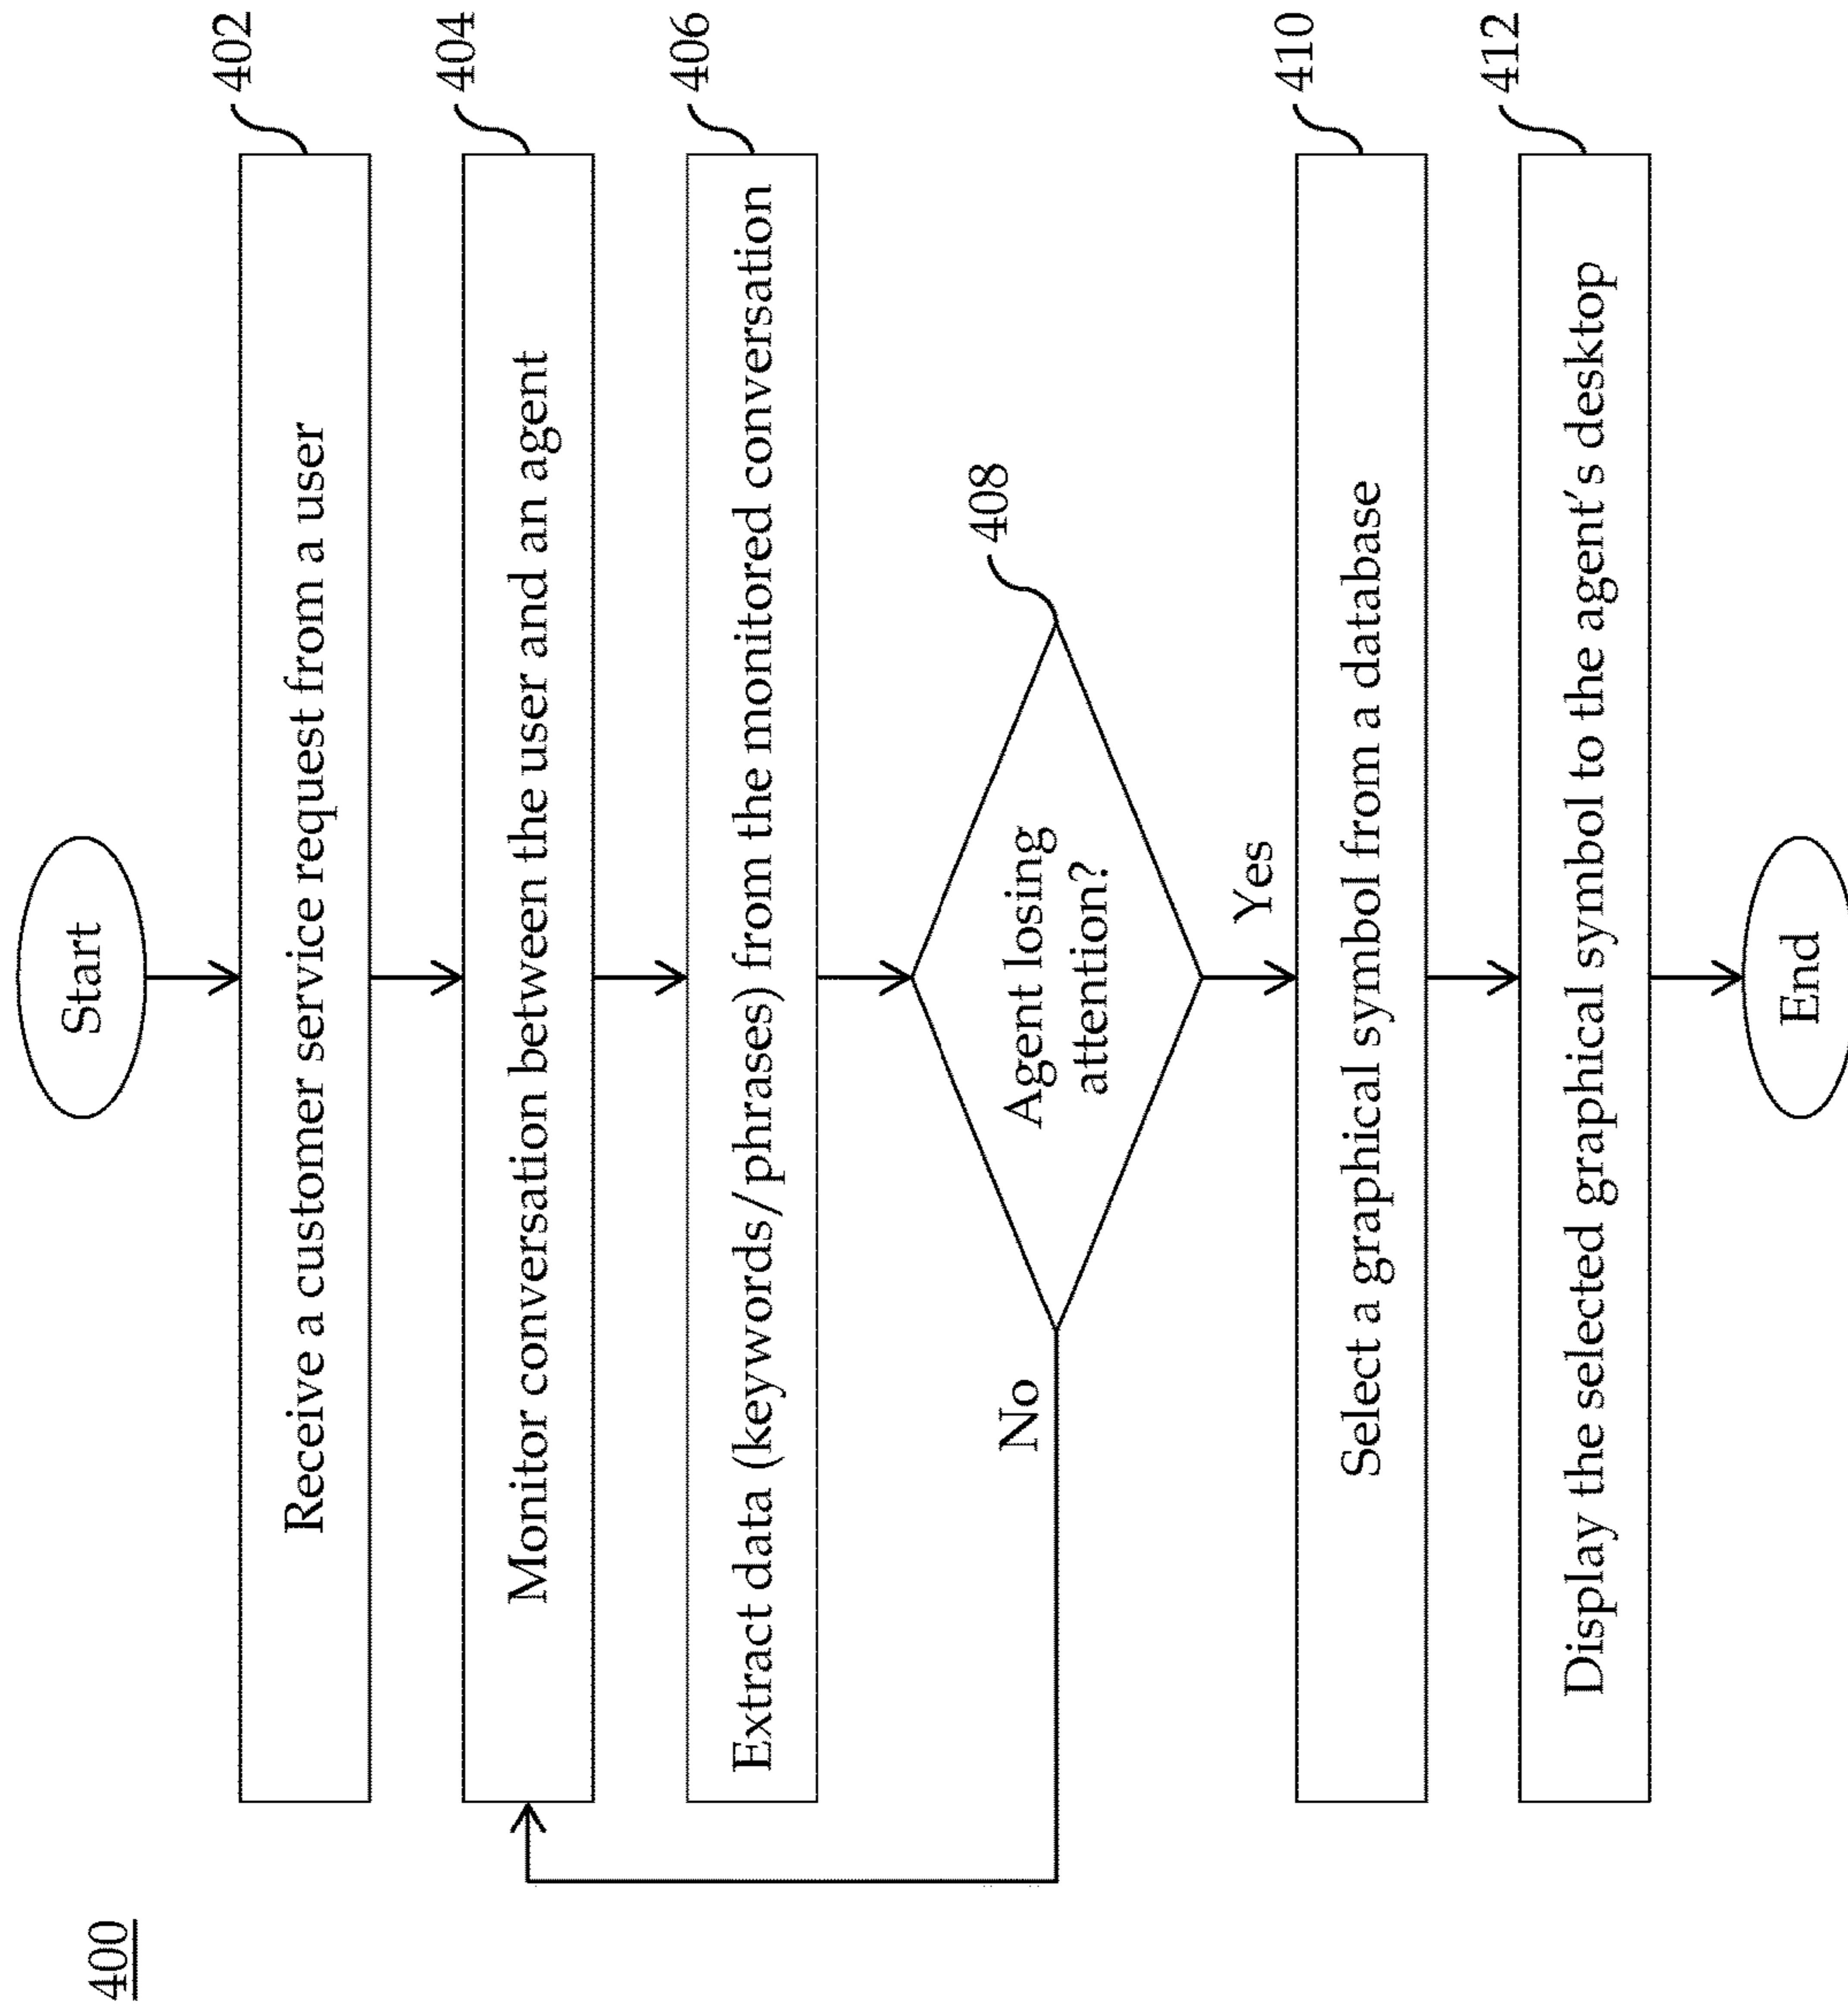 400
Start
Receive a customer service request from a user
402
Monitor conversation between the user and an agent
404
Extract data (keywords/phrases) from the monitored conversation
406
Agent losing
attention?
408
No
Yes
Select a graphical symbol from a database
410
Display the selected graphical symbol to the agent's desktop
412
End